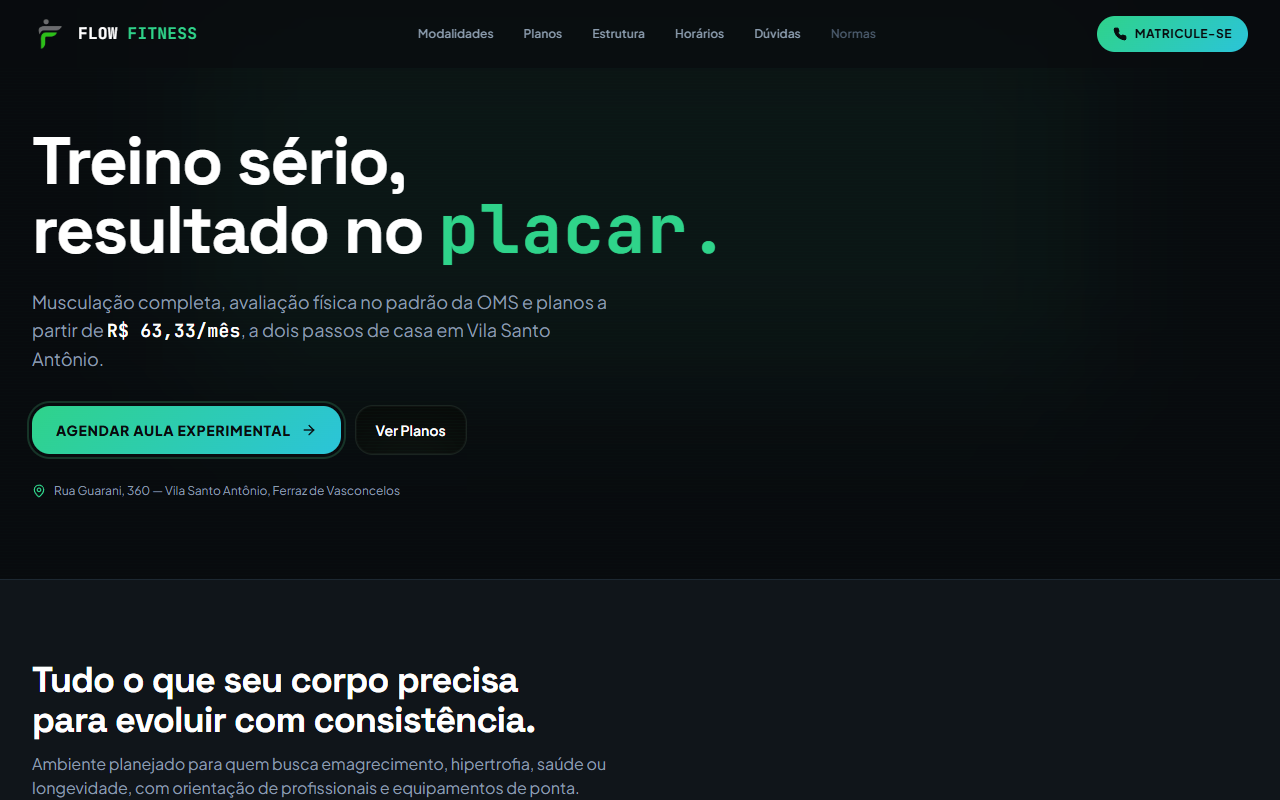 FLOW FITNESS
Modalidades
Planos
Estrutura
Horários
Dúvidas
Normas
MATRICULE-SE
Treino sério,
resultado no placar.
Musculação completa, avaliação física no padrão da OMS e planos a
partir de R$ 63,33/mês, a dois passos de casa em Vila Santo
Antônio.
AGENDAR AULA EXPERIMENTAL →
Ver Planos
Rua Guarani, 360 — Vila Santo Antônio, Ferraz de Vasconcelos
Tudo o que seu corpo precisa
para evoluir com consistência.
Ambiente planejado para quem busca emagrecimento, hipertrofia, saúde ou
longevidade, com orientação de profissionais e equipamentos de ponta.